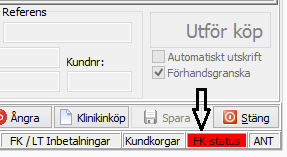 Referens
Utför köp
Automatiskt utskrift
Kundnr:
Förhandsgranska
Ångra Klinikinköp Spara Stäng
FK / LT Inbetalningar Kundkorgar FK-status ANT